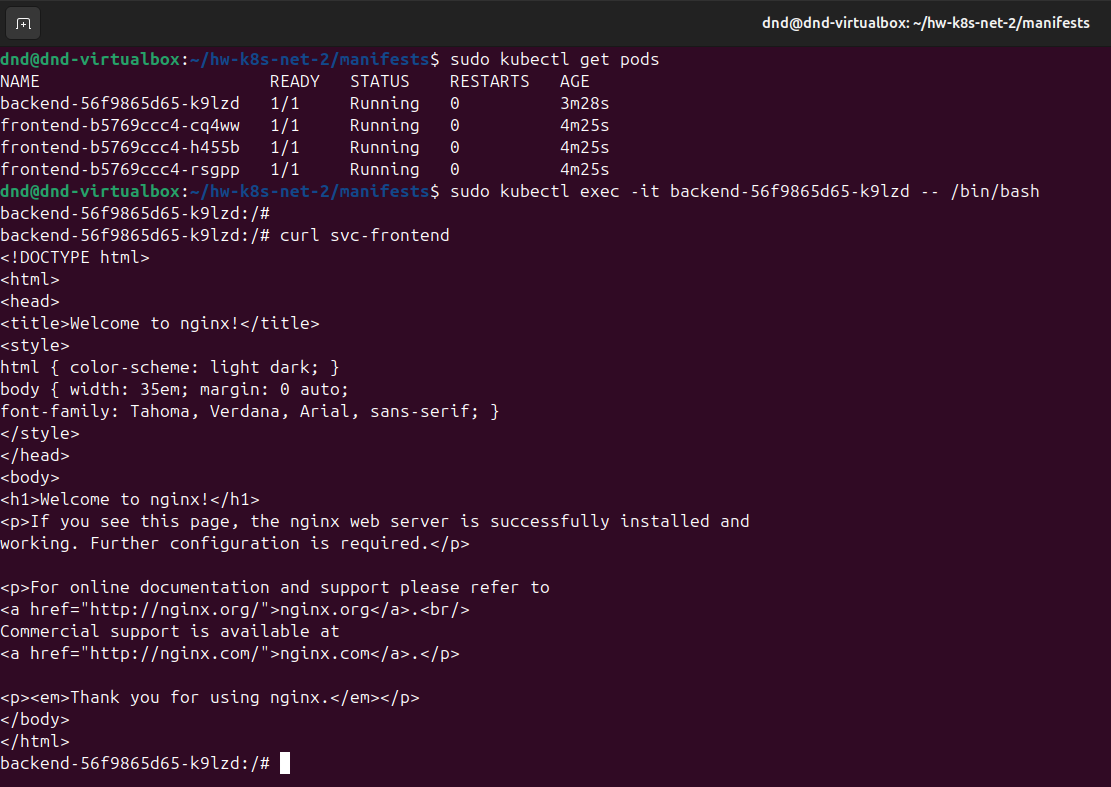 dnd@dnd-virtualbox: ~/hw-k8s-net-2/manifests
dnd@dnd-virtualbox:~/hw-k8s-net-2/manifests$ sudo kubectl get pods
NAME                       READY   STATUS    RESTARTS   AGE
backend-56f9865d65-k9lzd   1/1     Running   0          3m28s
frontend-b5769ccc4-cq4ww   1/1     Running   0          4m25s
frontend-b5769ccc4-h455b   1/1     Running   0          4m25s
frontend-b5769ccc4-rsgpp   1/1     Running   0          4m25s
dnd@dnd-virtualbox:~/hw-k8s-net-2/manifests$ sudo kubectl exec -it backend-56f9865d65-k9lzd -- /bin/bash
backend-56f9865d65-k9lzd:/#
backend-56f9865d65-k9lzd:/# curl svc-frontend
<!DOCTYPE html>
<html>
<head>
<title>Welcome to nginx!</title>
<style>
html { color-scheme: light dark; }
body { width: 35em; margin: 0 auto;
font-family: Tahoma, Verdana, Arial, sans-serif; }
</style>
</head>
<body>
<h1>Welcome to nginx!</h1>
<p>If you see this page, the nginx web server is successfully installed and
working. Further configuration is required.</p>

<p>For online documentation and support please refer to
<a href="http://nginx.org/">nginx.org</a>.<br/>
Commercial support is available at
<a href="http://nginx.com/">nginx.com</a>.</p>

<p><em>Thank you for using nginx.</em></p>
</body>
</html>
backend-56f9865d65-k9lzd:/#